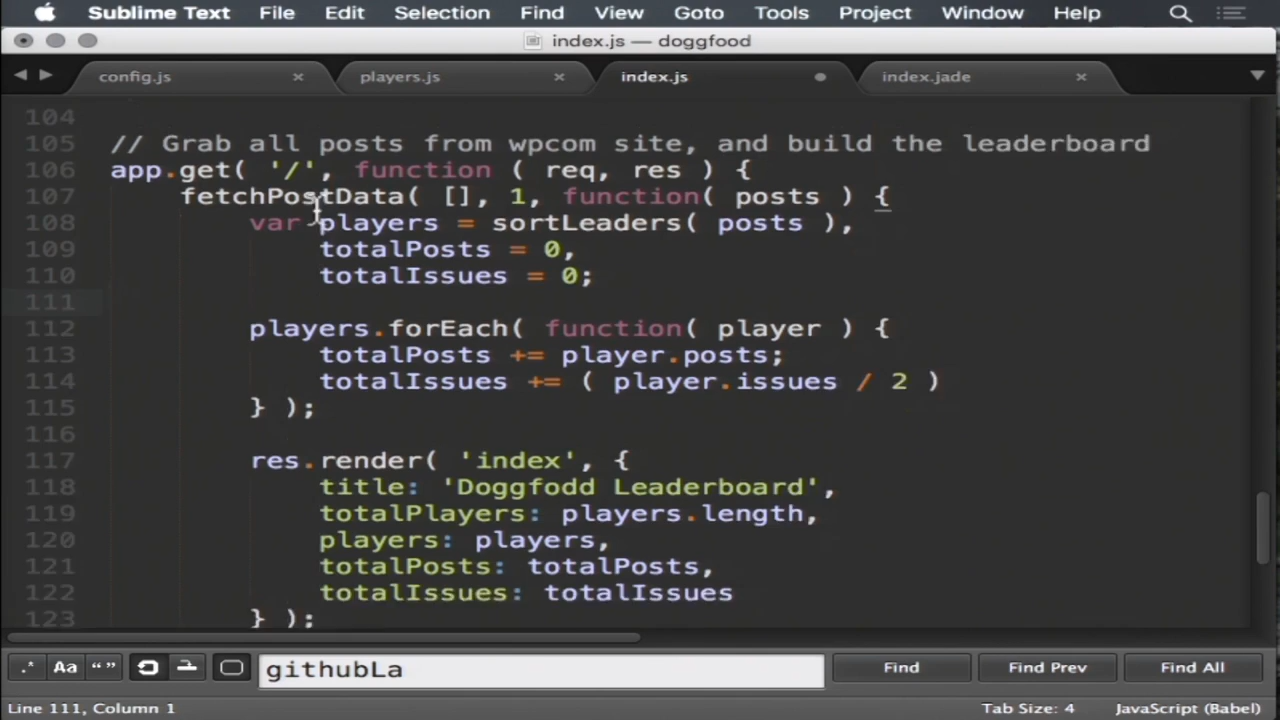 Sublime Text File Edit Selection Find View Goto Tools Project Window Help
index.js — doggfood
config.js × players.js × index.js index.jade ×
104
105 // Grab all posts from wpcom site, and build the leaderboard
106 app.get( '/', function ( req, res ) {
107 fetchPostData( [], 1, function( posts ) {
108 var players = sortLeaders( posts ),
109 totalPosts = 0,
110 totalIssues = 0;
111
112 players.forEach( function( player ) {
113 totalPosts += player.posts;
114 totalIssues += ( player.issues / 2 )
115 } );
116
117 res.render( 'index', {
118 title: 'Doggfodd Leaderboard',
119 totalPlayers: players.length,
120 players: players,
121 totalPosts: totalPosts,
122 totalIssues: totalIssues
123 } );
.* Aa “” githubLa Find Find Prev Find All
Line 111, Column 1 Tab Size: 4 JavaScript (Babel)